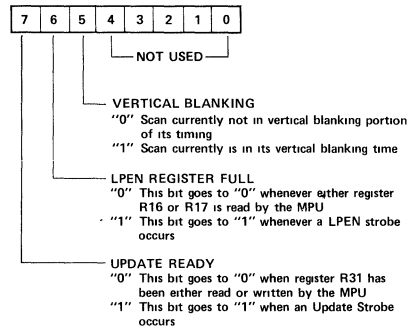 7 6 5 4 3 2 1 0
NOT USED
VERTICAL BLANKING
"0" Scan currently not in vertical blanking portion
of its timing
"1" Scan currently is in its vertical blanking time
LPEN REGISTER FULL
"0" This bit goes to "0" whenever either register
R16 or R17 is read by the MPU
"1" This bit goes to "1" whenever a LPEN strobe
occurs
UPDATE READY
"0" This bit goes to "0" when register R31 has
been either read or written by the MPU
"1" This bit goes to "1" when an Update Strobe
occurs